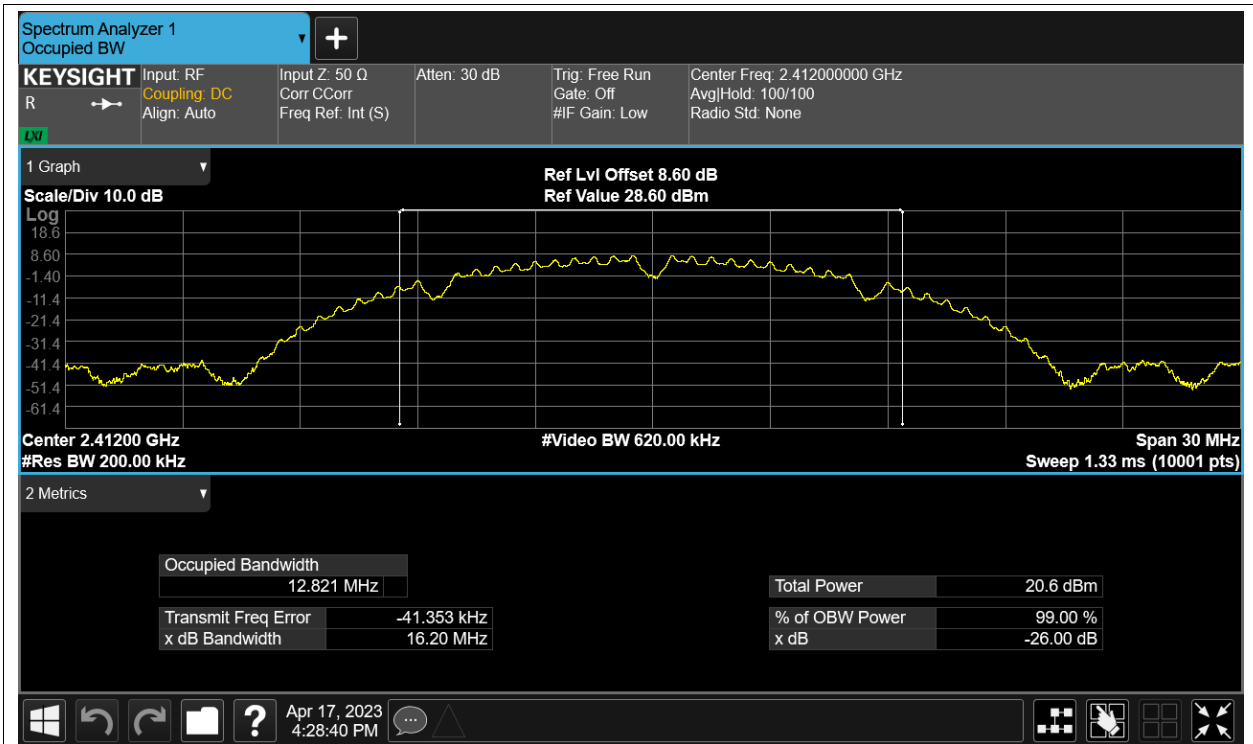 Spectrum Analyzer 1
Occupied BW
KEYSIGHT
R
LXI
Input: RF
Coupling: DC
Align: Auto
Input Z: 50 Ω
Corr CCorr
Freq Ref: Int (S)
Atten: 30 dB
Trig: Free Run
Gate: Off
#IF Gain: Low
Center Freq: 2.412000000 GHz
Avg|Hold: 100/100
Radio Std: None
1 Graph
Scale/Div 10.0 dB
Ref Lvl Offset 8.60 dB
Ref Value 28.60 dBm
Log
18.6
8.60
-1.40
-11.4
-21.4
-31.4
-41.4
-51.4
-61.4
Center 2.41200 GHz
#Res BW 200.00 kHz
#Video BW 620.00 kHz
Span 30 MHz
Sweep 1.33 ms (10001 pts)
2 Metrics
Occupied Bandwidth
12.821 MHz
Transmit Freq Error -41.353 kHz
x dB Bandwidth 16.20 MHz
Total Power 20.6 dBm
% of OBW Power 99.00 %
x dB -26.00 dB
?
Apr 17, 2023
4:28:40 PM